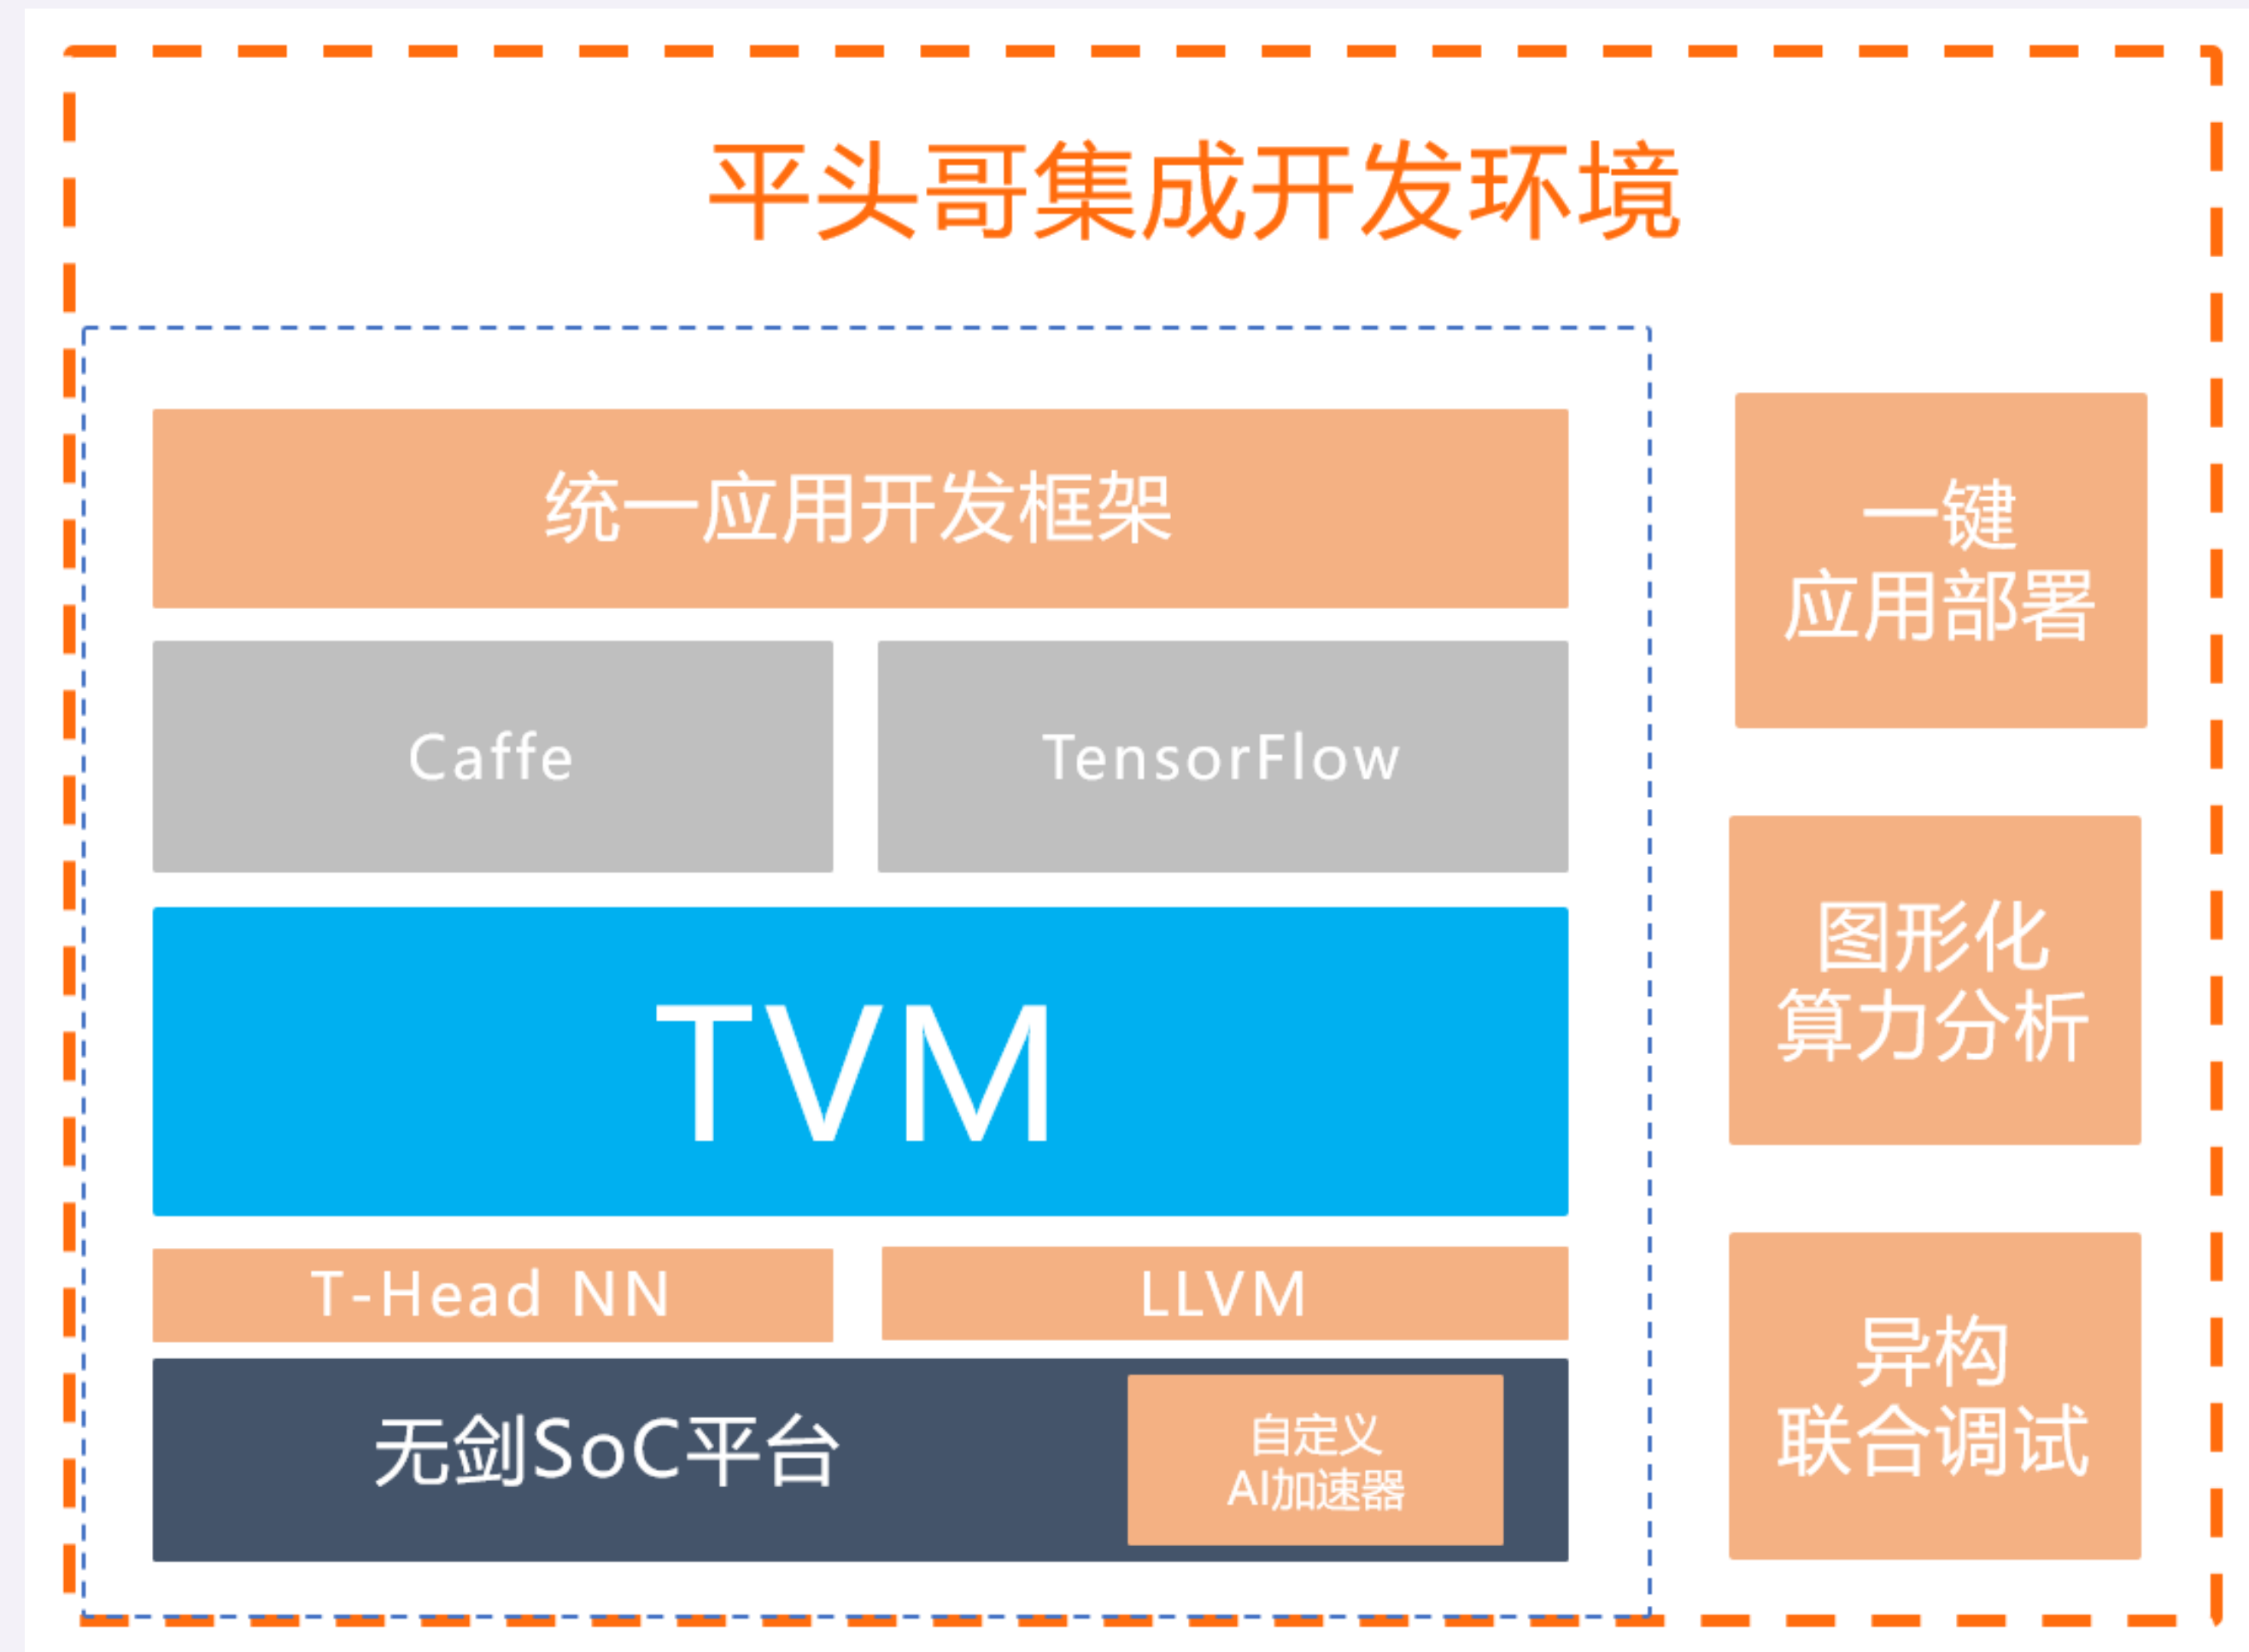 平头哥集成开发环境
统一应用开发框架
Caffe
TensorFlow
TVM
T-Head NN
LLVM
无剑SoC平台
自定义
AI加速器
一键
应用部署
图形化
算力分析
异构
联合调试